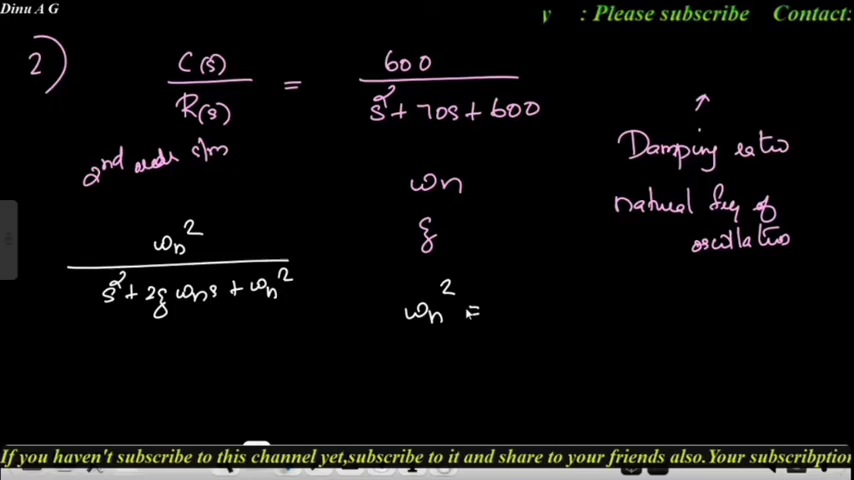 Dinu A G
y : Please subscribe Contact:
2) C(s) / R(s) = 600 / s² + 70s + 600
2nd order s/m
Damping ratio
natural freq of
oscillation
ωn
ξ
ωn² / s² + 2ξωns + ωn²
ωn² =
If you haven't subscribe to this channel yet,subscribe to it and share to your friends also.Your subscribption